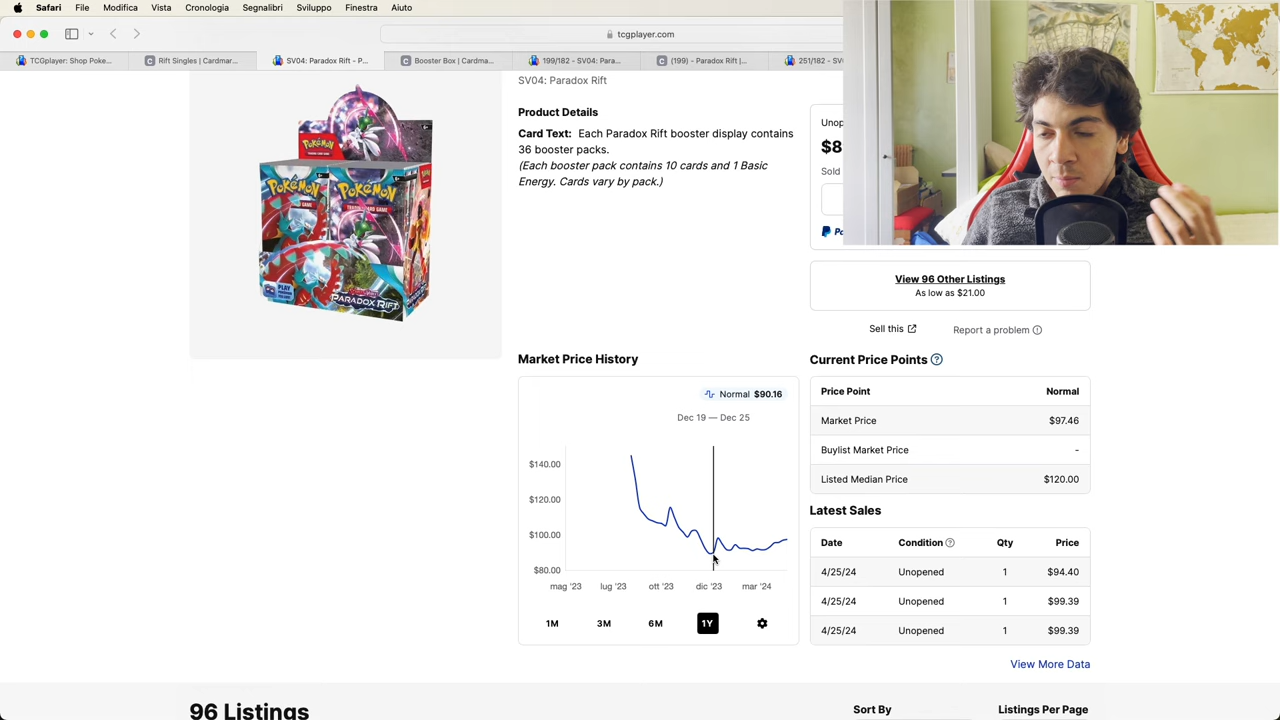 Safari File Modifica Vista Cronologia Segnalibri Sviluppo Finestra Aiuto
tcgplayer.com
TCGplayer: Shop Poke... Rift Singles | Cardmar... SV04: Paradox Rift - P... Booster Box | Cardma... 199/182 - SV04: Para... (199) - Paradox Rift |... 251/182 - SV0
SV04: Paradox Rift
Product Details
Card Text: Each Paradox Rift booster display contains
36 booster packs.
(Each booster pack contains 10 cards and 1 Basic
Energy. Cards vary by pack.)
POKÉMON
POKÉMON
POKÉMON
PLAY
PARADOX RIFT
Unop
$8
Sold
Pa
View 96 Other Listings
As low as $21.00
Sell this
Report a problem
Market Price History
Normal $90.16
Dec 19 — Dec 25
$140.00
$120.00
$100.00
$80.00
mag '23 lug '23 ott '23 dic '23 mar '24
1M 3M 6M 1Y
Current Price Points
Price Point Normal
Market Price $97.46
Buylist Market Price -
Listed Median Price $120.00
Latest Sales
Date Condition Qty Price
4/25/24 Unopened 1 $94.40
4/25/24 Unopened 1 $99.39
4/25/24 Unopened 1 $99.39
View More Data
96 Listings
Sort By
Listings Per Page